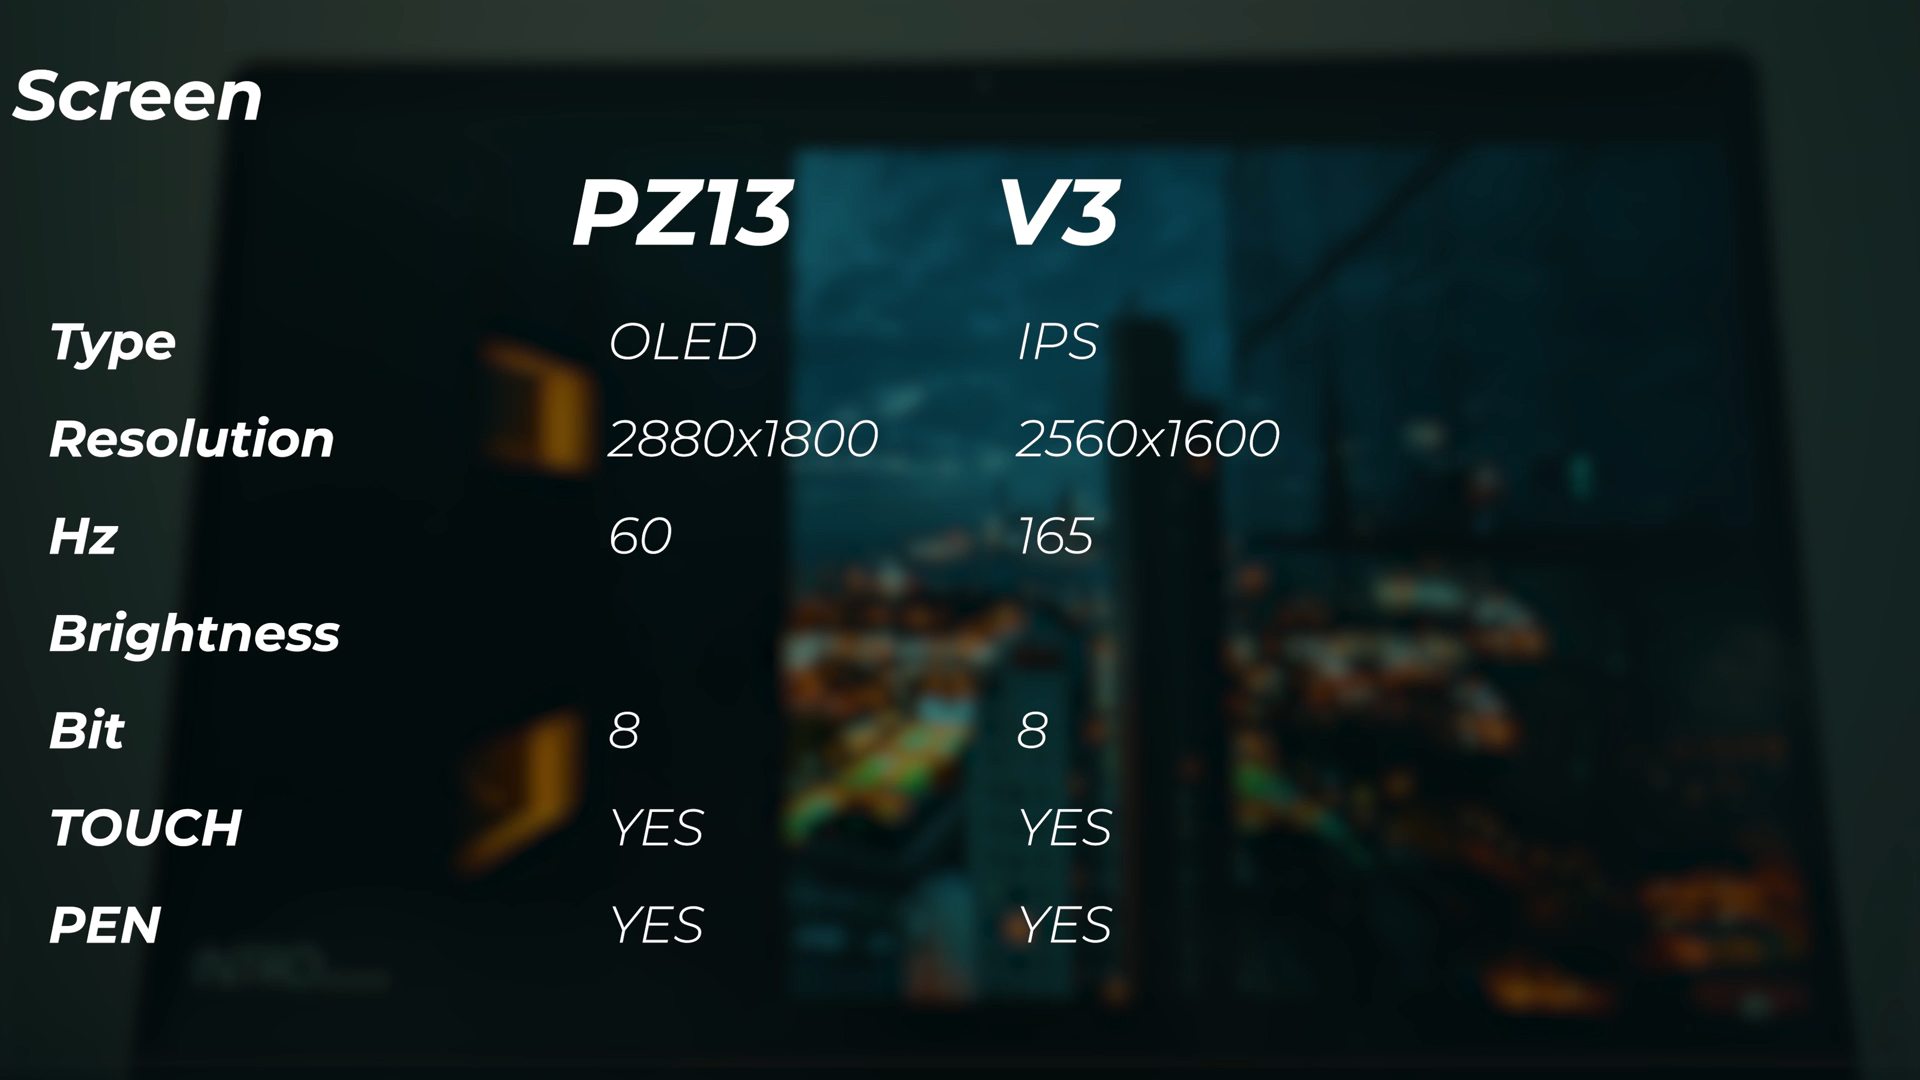 Screen
PZ13 V3
Type OLED IPS
Resolution 2880x1800 2560x1600
Hz 60 165
Brightness
Bit 8 8
TOUCH YES YES
PEN YES YES
INTRO